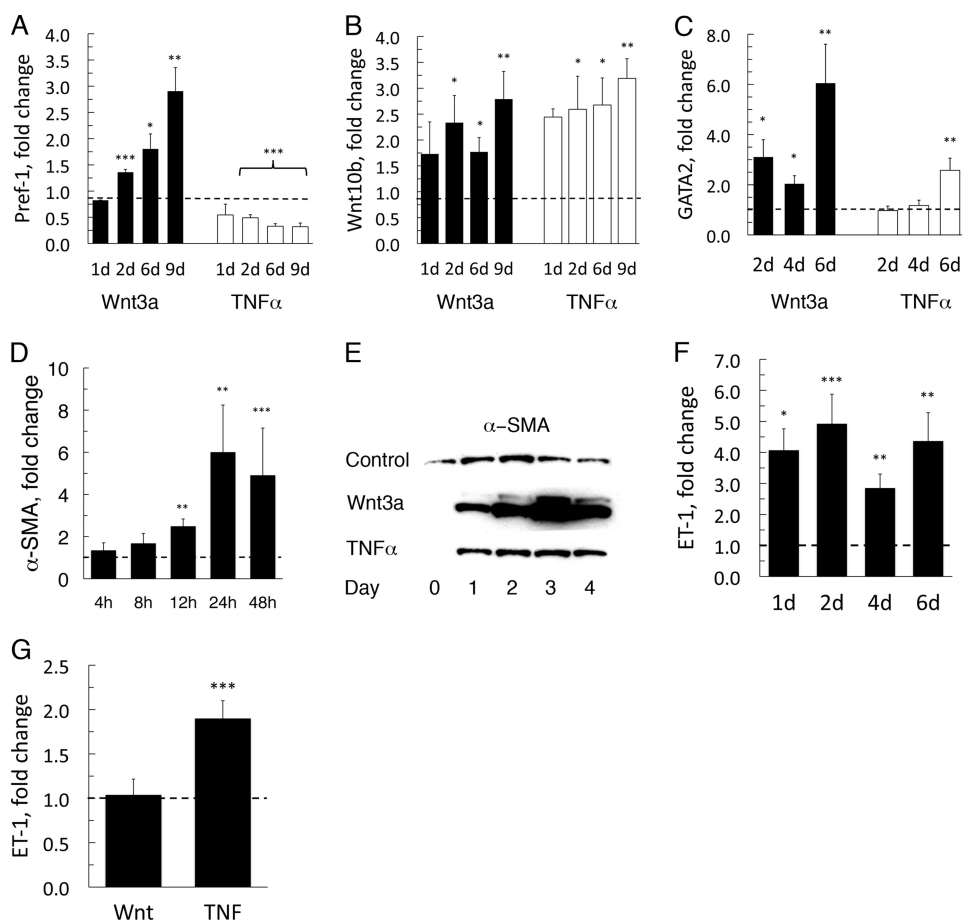 A
Pref-1, fold change
4.0
3.5
3.0
2.5
2.0
1.5
1.0
0.5
0.0
***
*
**
***
1d 2d 6d 9d 1d 2d 6d 9d
Wnt3a TNFα
B
Wnt10b, fold change
4.0
3.5
3.0
2.5
2.0
1.5
1.0
0.5
0.0
*
*
**
*
*
**
1d 2d 6d 9d 1d 2d 6d 9d
Wnt3a TNFα
C
GATA2, fold change
8.0
6.0
4.0
2.0
0.0
*
*
**
**
2d 4d 6d 2d 4d 6d
Wnt3a TNFα
D
α-SMA, fold change
10
8
6
4
2
0
**
**
***
4h 8h 12h 24h 48h
E
α−SMA
Control
Wnt3a
TNFα
Day 0 1 2 3 4
F
ET-1, fold change
7.0
6.0
5.0
4.0
3.0
2.0
1.0
0.0
*
***
**
**
1d 2d 4d 6d
G
ET-1, fold change
2.5
2.0
1.5
1.0
0.5
0.0
***
Wnt TNF